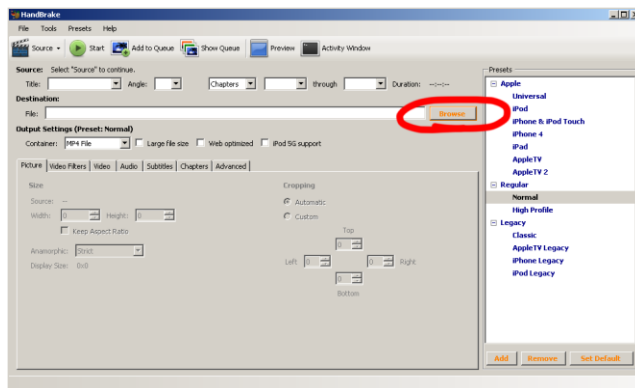 HandBrake
File Tools Presets Help
Source Start Add to Queue Show Queue Preview Activity Window
Source: Select "Source" to continue.
Title: Angle: Chapters through Duration: --:--:--
Destination:
File: Browse
Output Settings (Preset: Normal)
Container: MP4 File Large file size Web optimized iPod 5G support
Picture Video Filters Video Audio Subtitles Chapters Advanced
Size
Source: --
Width: 0 Height: 0
Keep Aspect Ratio
Anamorphic: Strict
Display Size: 0x0
Cropping
Automatic
Custom
Top
0
Left 0 0 Right
0
Bottom
Presets
Apple
Universal
iPod
iPhone & iPod Touch
iPhone 4
iPad
AppleTV
AppleTV 2
Regular
Normal
High Profile
Legacy
Classic
AppleTV Legacy
iPhone Legacy
iPod Legacy
Add Remove Set Default